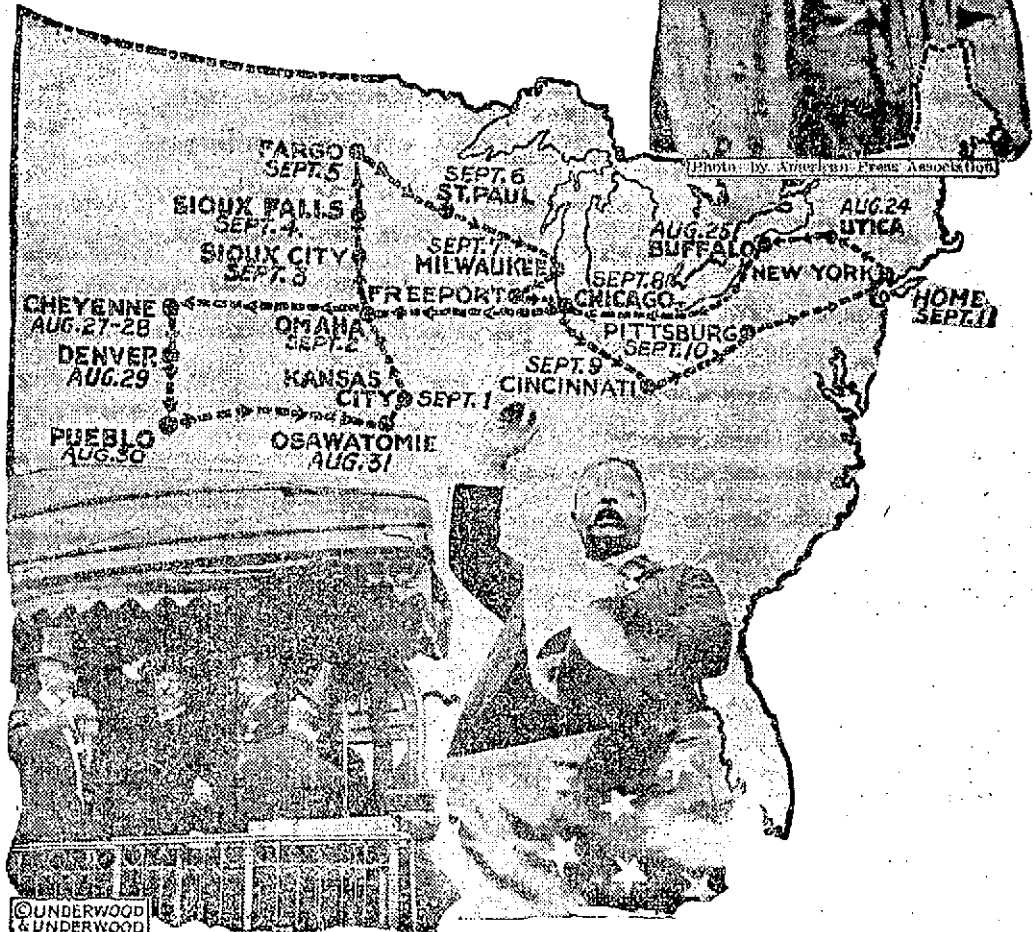 Photo by American Press Association
FARGO
SEPT. 5
SEPT. 6
ST. PAUL
AUG. 24
UTICA
SIOUX FALLS
SEPT. 4.
AUG. 25
BUFFALO
SEPT. 7
MILWAUKEE
SIOUX CITY
SEPT. 3
NEW YORK
SEPT. 8
CHICAGO
FREEPORT
HOME
SEPT. 11
CHEYENNE
AUG. 27-28
OMAHA
SEPT. 2
PITTSBURG
SEPT. 10
DENVER
AUG. 29
SEPT. 9
CINCINNATI
KANSAS
CITY
SEPT. 1
PUEBLO
AUG. 30
OSAWATOMIE
AUG. 31
© UNDERWOOD
& UNDERWOOD